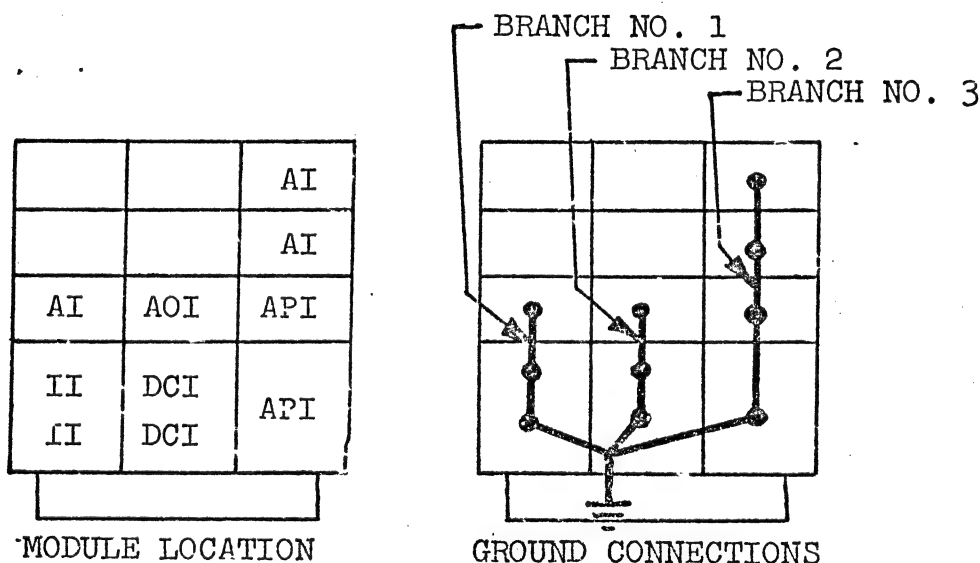 BRANCH NO. 1
BRANCH NO. 2
BRANCH NO. 3
AI
AI
AI AOI API
II DCI API
II DCI
MODULE LOCATION
GROUND CONNECTIONS